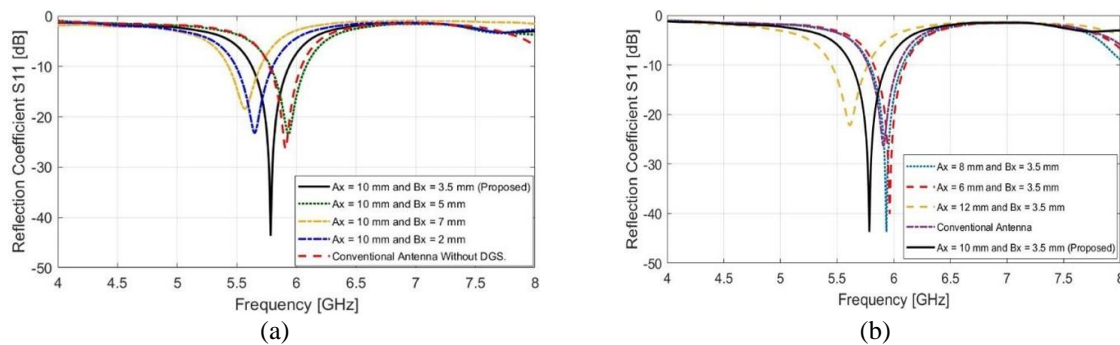 0
-10
-20
-30
-40
-50
Reflection Coefficient S11 [dB]
Ax = 10 mm and Bx = 3.5 mm (Proposed)
Ax = 10 mm and Bx = 5 mm
Ax = 10 mm and Bx = 7 mm
Ax = 10 mm and Bx = 2 mm
Conventional Antenna Without DGS.
4 4.5 5 5.5 6 6.5 7 7.5 8
Frequency [GHz]
(a)
0
-10
-20
-30
-40
-50
Reflection Coefficient S11 [dB]
Ax = 8 mm and Bx = 3.5 mm
Ax = 6 mm and Bx = 3.5 mm
Ax = 12 mm and Bx = 3.5 mm
Conventional Antenna
Ax = 10 mm and Bx = 3.5 mm (Proposed)
4 4.5 5 5.5 6 6.5 7 7.5 8
Frequency [GHz]
(b)